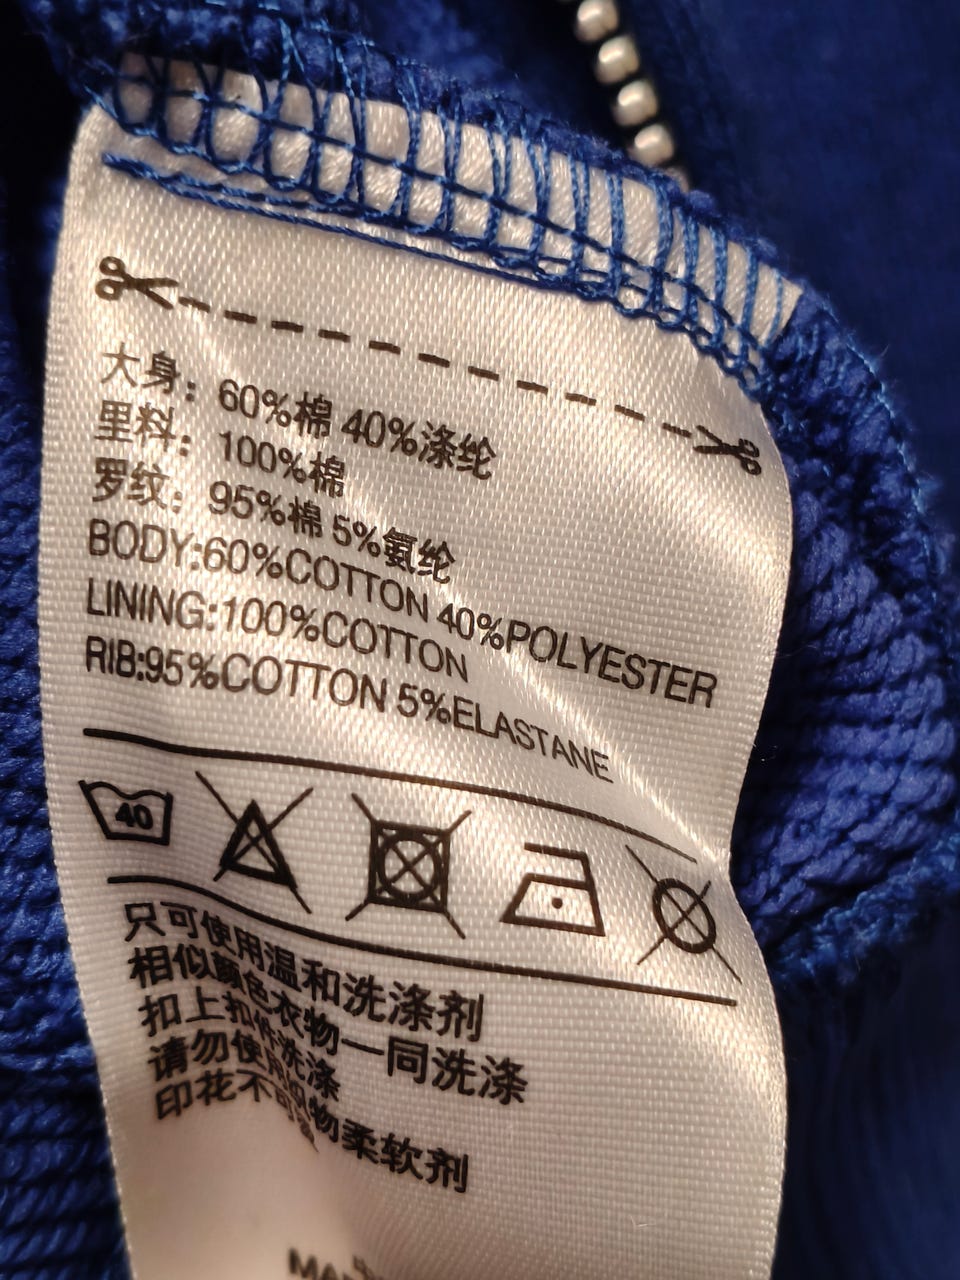 大身：60%棉 40%涤纶
里料：100%棉
罗纹：95%棉 5%氨纶
BODY:60%COTTON 40%POLYESTER
LINING:100%COTTON
RIB:95%COTTON 5%ELASTANE
40
只可使用温和洗涤剂
相似颜色衣物一同洗涤
扣上扣件洗涤
请勿使用织物柔软剂
印花不可